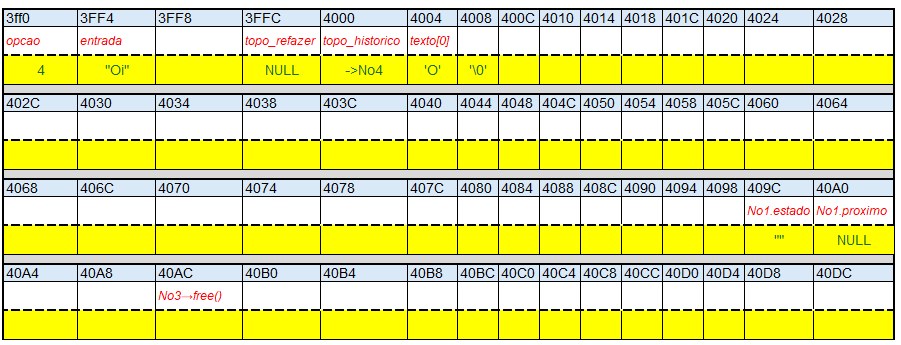 3ff0 3FF4 3FF8 3FFC 4000 4004 4008 400C 4010 4014 4018 401C 4020 4024 4028
opcao entrada topo_refazer topo_historico texto[0]
4 "Oi" NULL ->No4 'O' '\0'
402C 4030 4034 4038 403C 4040 4044 4048 404C 4050 4054 4058 405C 4060 4064
4068 406C 4070 4074 4078 407C 4080 4084 4088 408C 4090 4094 4098 409C 40A0
No1.estado No1.proximo
"" NULL
40A4 40A8 40AC 40B0 40B4 40B8 40BC 40C0 40C4 40C8 40CC 40D0 40D4 40D8 40DC
No3→free()